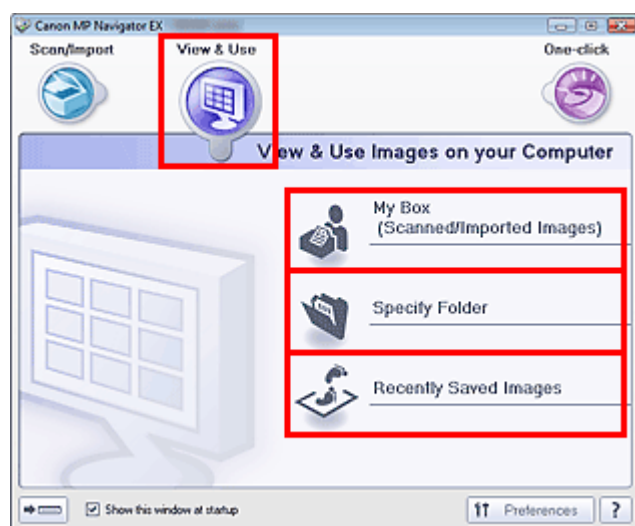 Canon MP Navigator EX
Scan/Import
View & Use
One-click
View & Use Images on your Computer
My Box
(Scanned/Imported Images)
Specify Folder
Recently Saved Images
Show this window at startup
Preferences
?